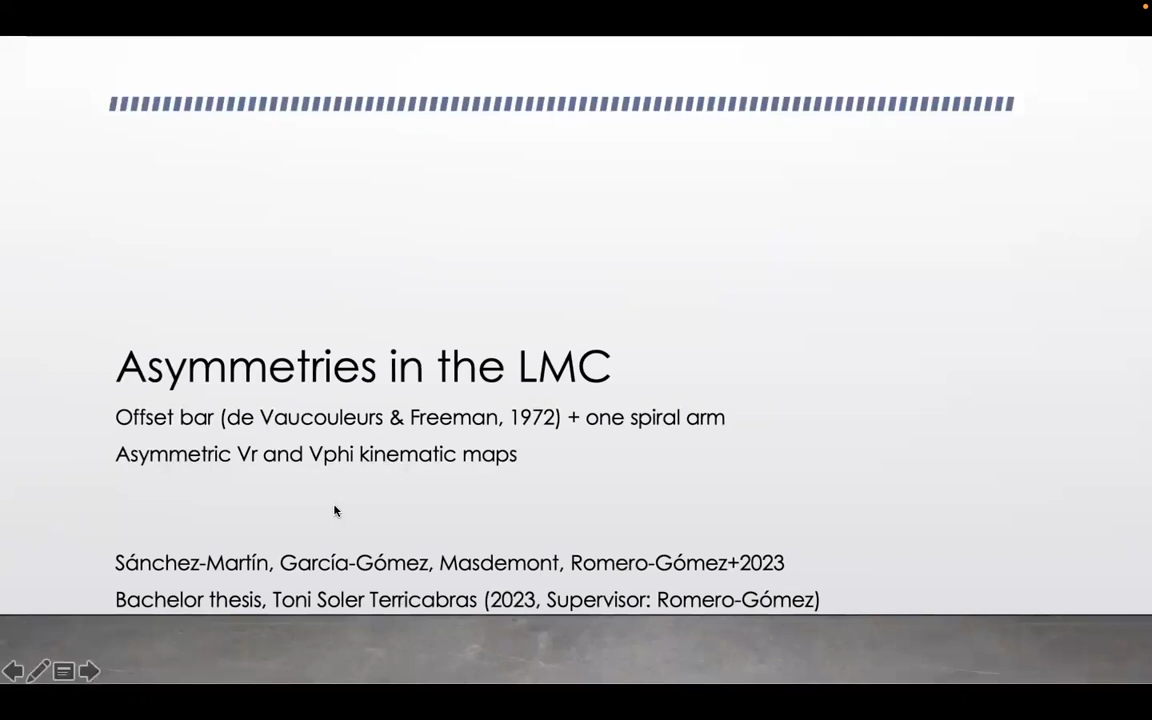 Asymmetries in the LMC
Offset bar (de Vaucouleurs & Freeman, 1972) + one spiral arm
Asymmetric Vr and Vphi kinematic maps
Sánchez-Martín, García-Gómez, Masdemont, Romero-Gómez+2023
Bachelor thesis, Toni Soler Terricabras (2023, Supervisor: Romero-Gómez)